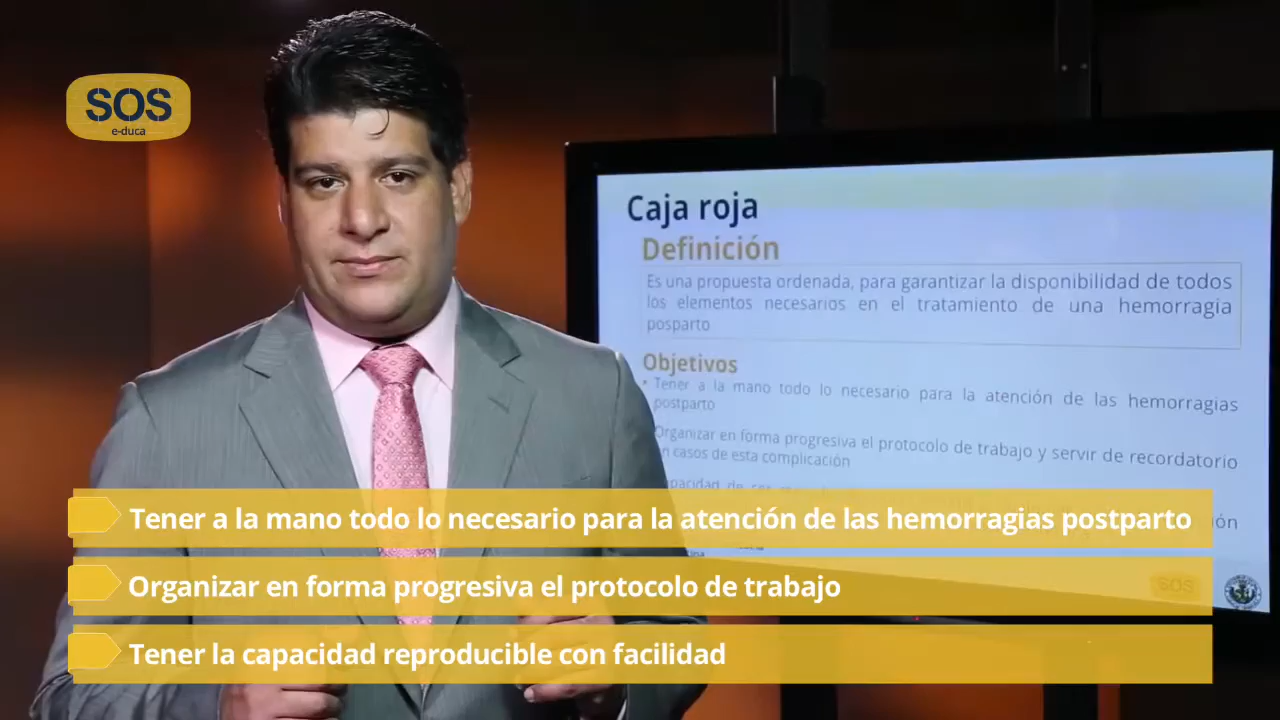 SOS
e-duca
Caja roja
Definición
Es una propuesta ordenada, para garantizar la disponibilidad de todos
los elementos necesarios en el tratamiento de una hemorragia
posparto
Objetivos
• Tener a la mano todo lo necesario para la atención de las hemorragias
postparto
Organizar en forma progresiva el protocolo de trabajo y servir de recordatorio
en casos de esta complicación
Tener a la mano todo lo necesario para la atención de las hemorragias postparto
Organizar en forma progresiva el protocolo de trabajo
Tener la capacidad reproducible con facilidad
SOS